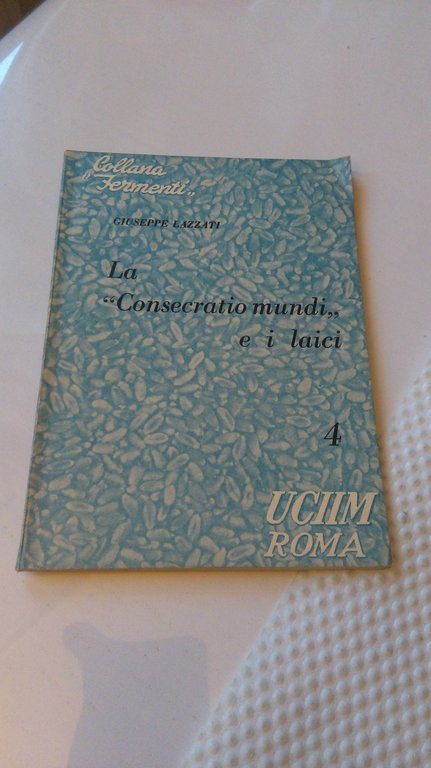 Collana
„Fermenti„
GIUSEPPE LAZZATI
La
“Consecratio mundi„
e i laici
4
UCIIM
ROMA